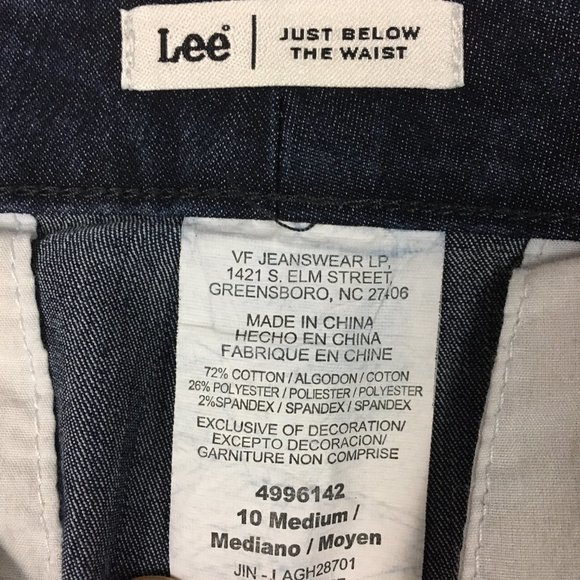 Lee | JUST BELOW
THE WAIST
VF JEANSWEAR LP,
1421 S. ELM STREET,
GREENSBORO, NC 27406
MADE IN CHINA
HECHO EN CHINA
FABRIQUE EN CHINE
72% COTTON / ALGODON / COTON
26% POLYESTER / POLIESTER / POLYESTER
2%SPANDEX / SPANDEX / SPANDEX
EXCLUSIVE OF DECORATION/
EXCEPTO DECORACION/
GARNITURE NON COMPRISE
4996142
10 Medium /
Mediano / Moyen
JIN - J AGH28701